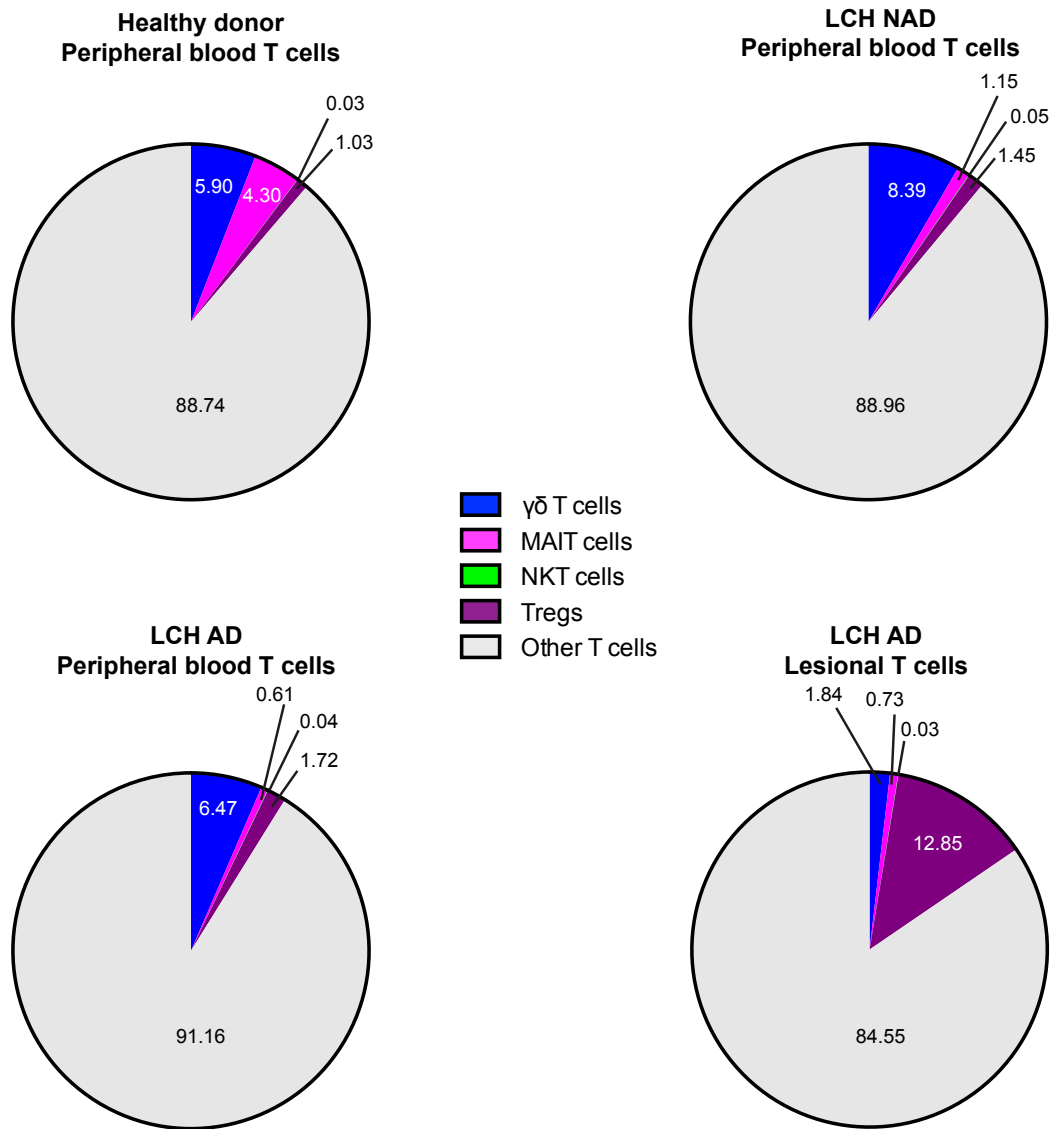 Healthy donor
Peripheral blood T cells
0.03
1.03
5.90
4.30
88.74
LCH NAD
Peripheral blood T cells
1.15
0.05
1.45
8.39
88.96
γδ T cells
MAIT cells
NKT cells
Tregs
Other T cells
LCH AD
Peripheral blood T cells
0.61
0.04
1.72
6.47
91.16
LCH AD
Lesional T cells
1.84
0.73
0.03
12.85
84.55